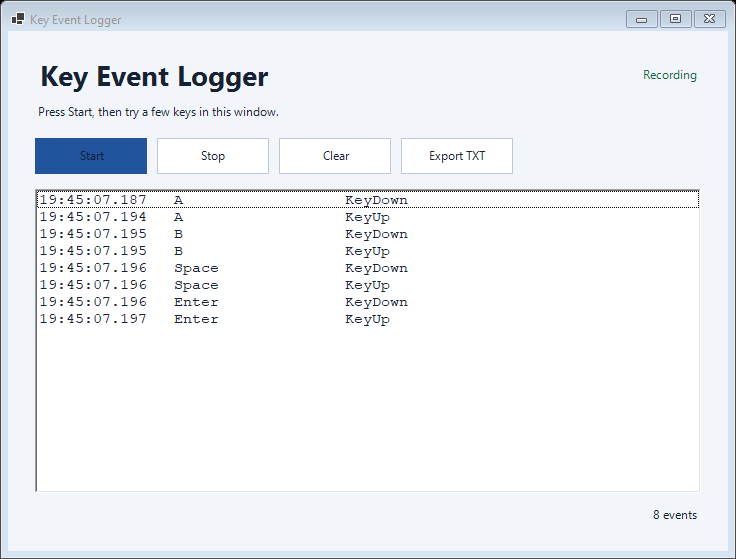 Key Event Logger
Key Event Logger
Recording
Press Start, then try a few keys in this window.
Start Stop Clear Export TXT
19:45:07.187 A KeyDown
19:45:07.194 A KeyUp
19:45:07.195 B KeyDown
19:45:07.195 B KeyUp
19:45:07.196 Space KeyDown
19:45:07.196 Space KeyUp
19:45:07.196 Enter KeyDown
19:45:07.197 Enter KeyUp
8 events